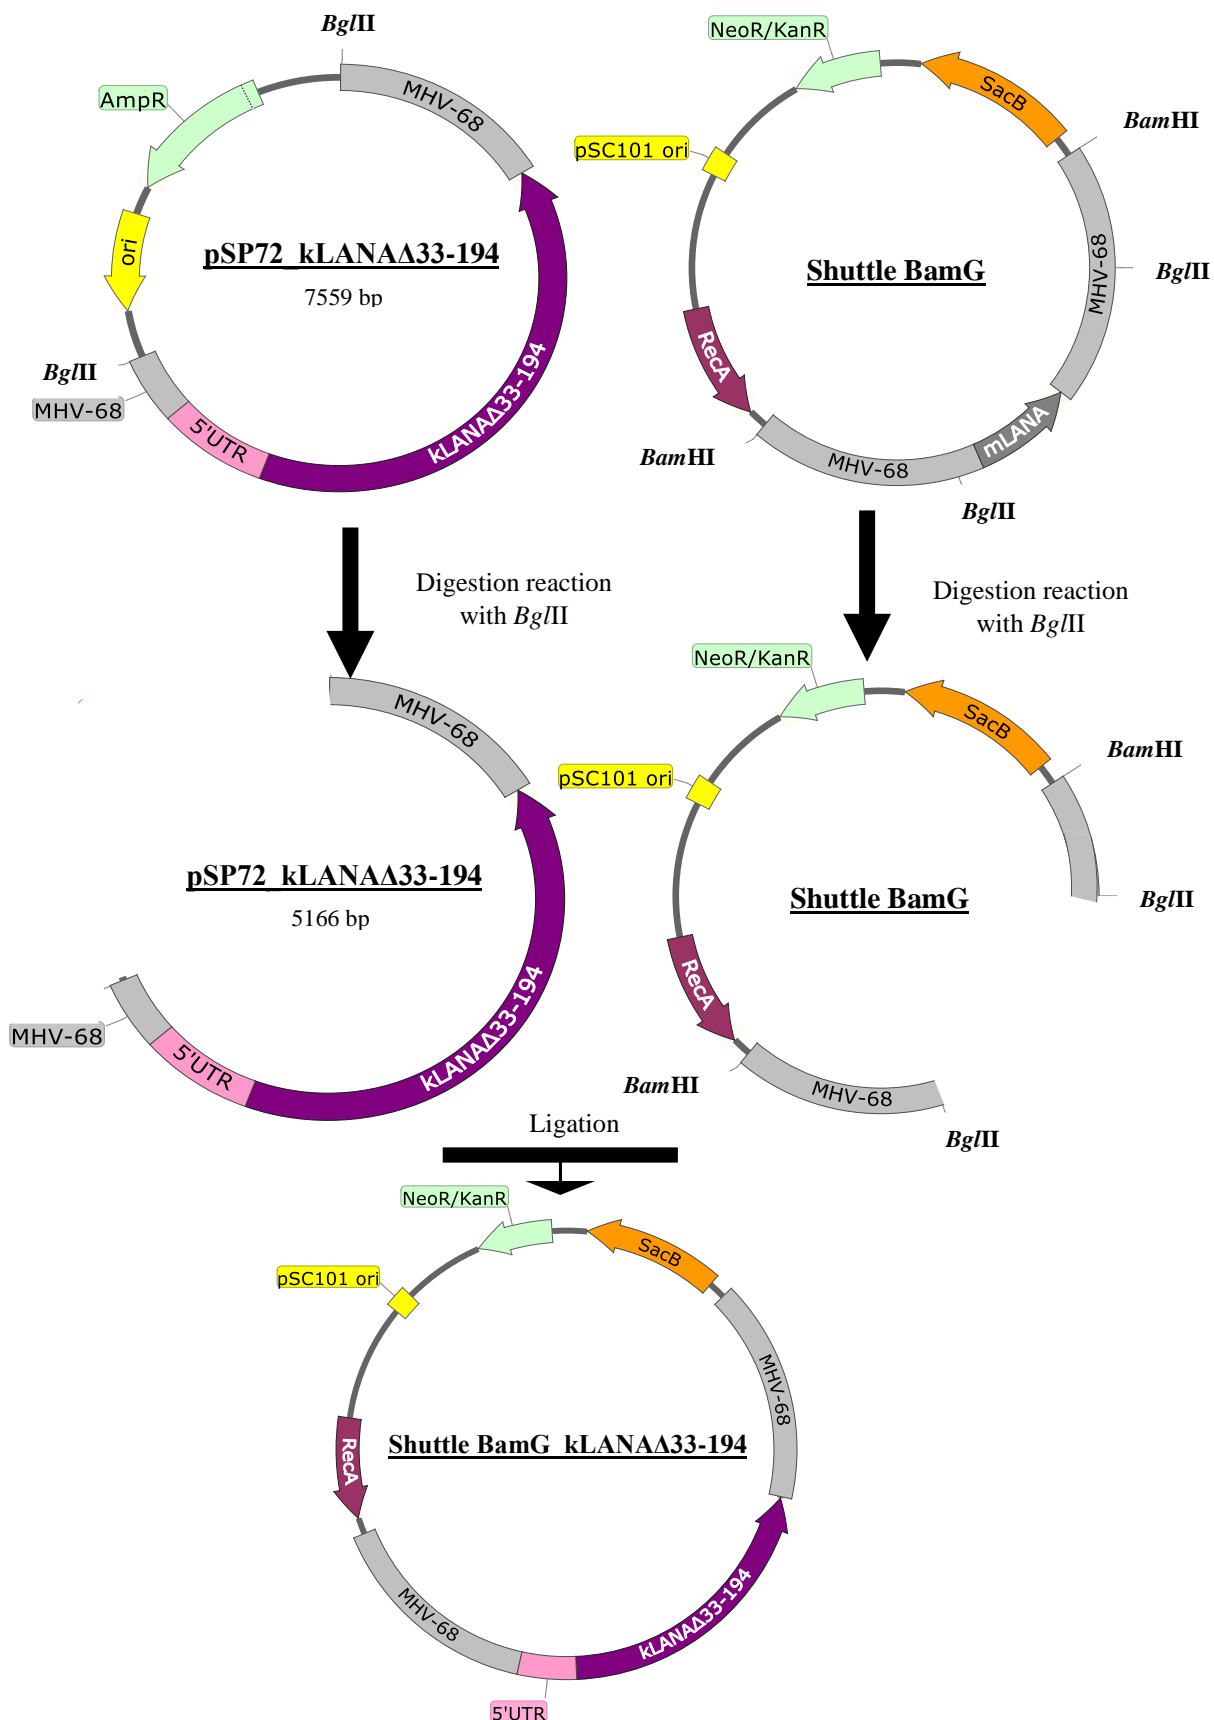 BglII
AmpR
MHV-68
ori
pSP72_kLANAΔ33-194
7559 bp
BglII
MHV-68
5'UTR
kLANAΔ33-194
NeoR/KanR
SacB
BamHI
pSC101 ori
MHV-68
BglII
Shuttle BamG
RecA
mLANA
BamHI
MHV-68
BglII
Digestion reaction
with BglII
Digestion reaction
with BglII
MHV-68
pSP72_kLANAΔ33-194
5166 bp
MHV-68
5'UTR
kLANAΔ33-194
NeoR/KanR
SacB
BamHI
pSC101 ori
Shuttle BamG
BglII
RecA
BamHI
MHV-68
BglII
Ligation
NeoR/KanR
SacB
pSC101 ori
MHV-68
Shuttle BamG_kLANAΔ33-194
RecA
MHV-68
kLANAΔ33-194
5'UTR